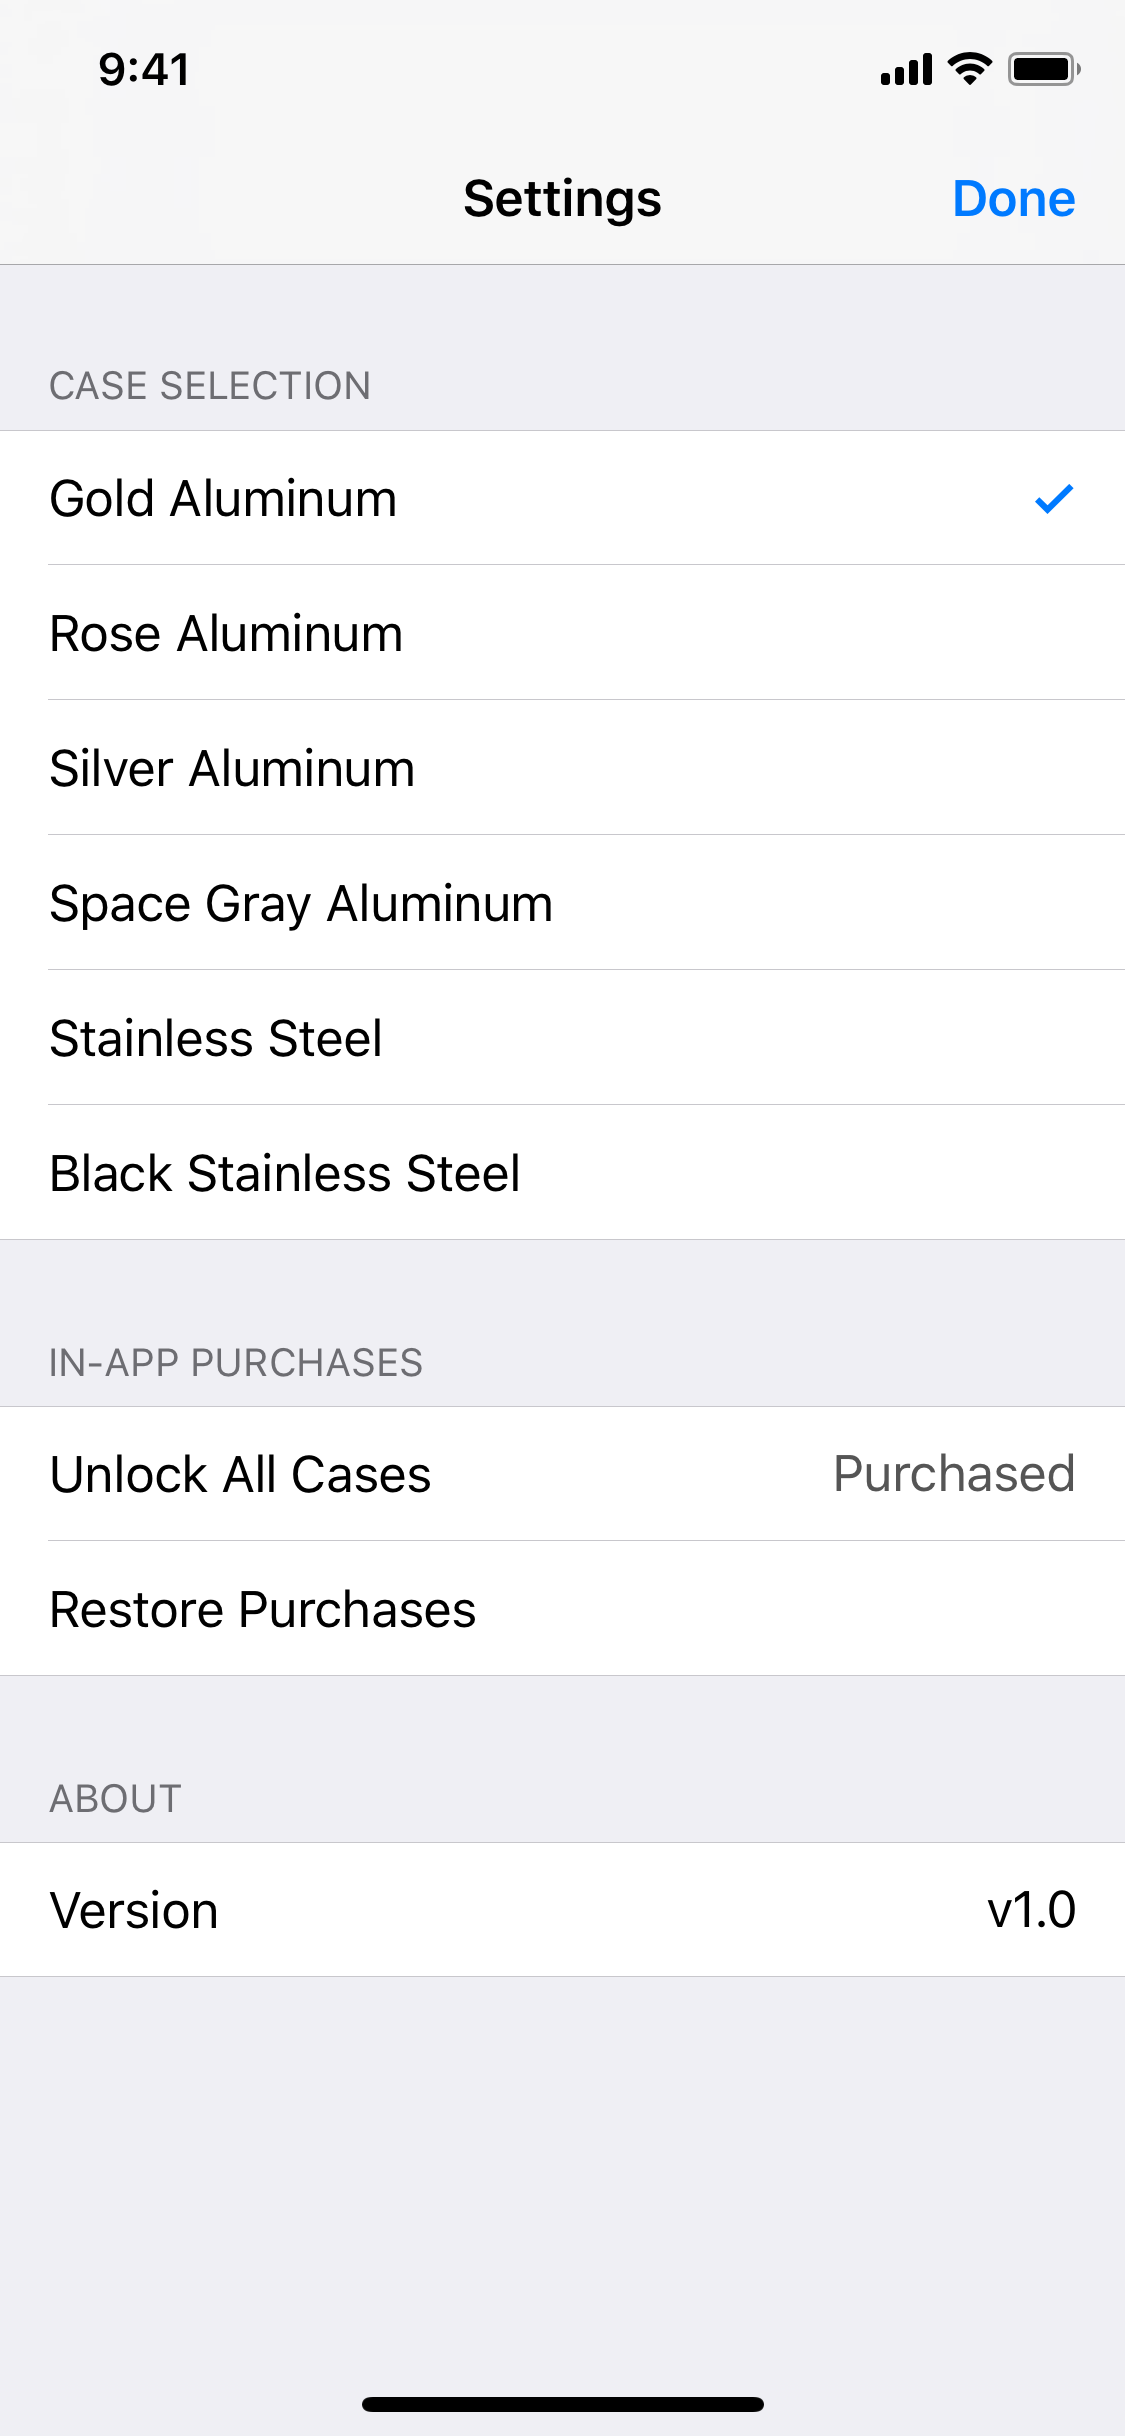 9:41
Settings
Done
CASE SELECTION
Gold Aluminum
Rose Aluminum
Silver Aluminum
Space Gray Aluminum
Stainless Steel
Black Stainless Steel
IN-APP PURCHASES
Unlock All Cases Purchased
Restore Purchases
ABOUT
Version v1.0